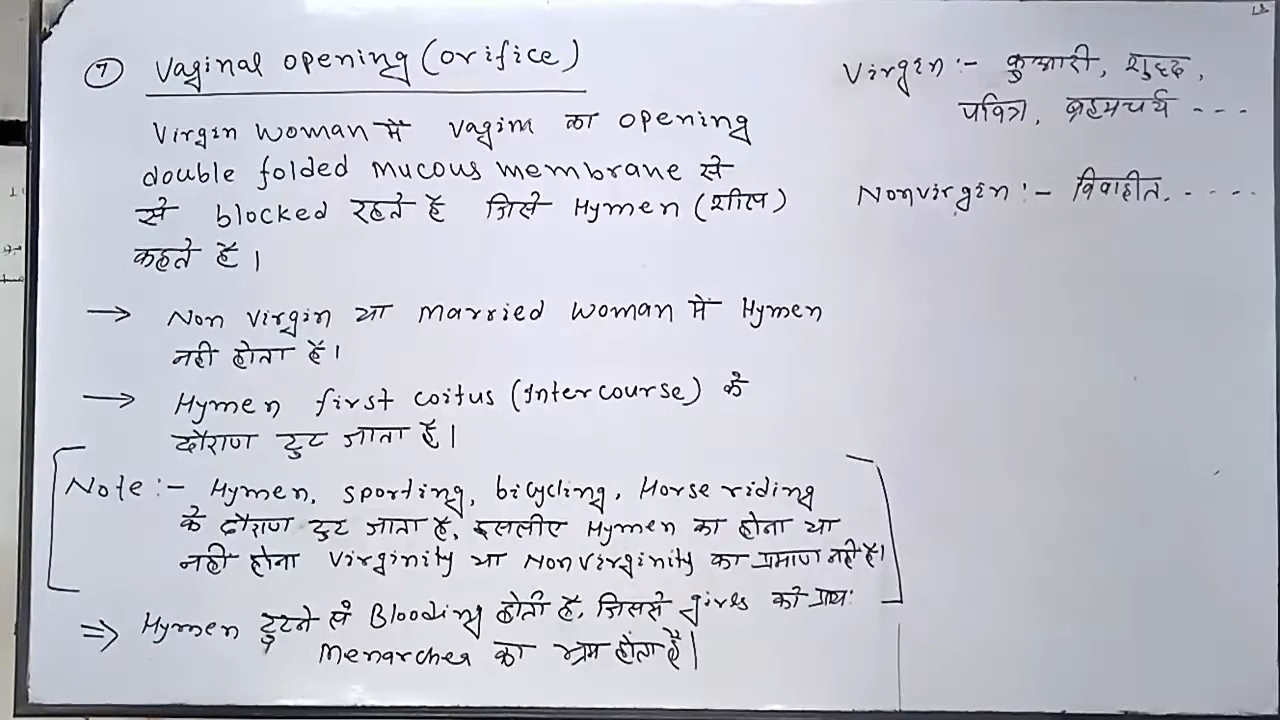 7 Vaginal opening (orifice)
Virgin woman में vagina का opening
double folded mucous membrane से
से blocked रहते हैं जिसे Hymen (शील)
कहते हैं।
→ Non virgin या married woman में Hymen
नही होता है।
→ Hymen first coitus (Intercourse) के
दौराण टुट जाता है।
Note :- Hymen, sporting, bicycling, Horse riding
के दौराण टुट जाता है, इसलीए Hymen का होना या
नही होना virginity या Nonvirginity का प्रमाण नही है।
⇒ Hymen टुटने से Blooding होती है, जिससे girls को प्रायः
menarchea का भ्रम होता है|
Virgin :- कुआरी, शुद्ध,
पवित्र, ब्रह्मचर्य ---
Nonvirgin :- विवाहीत, ----